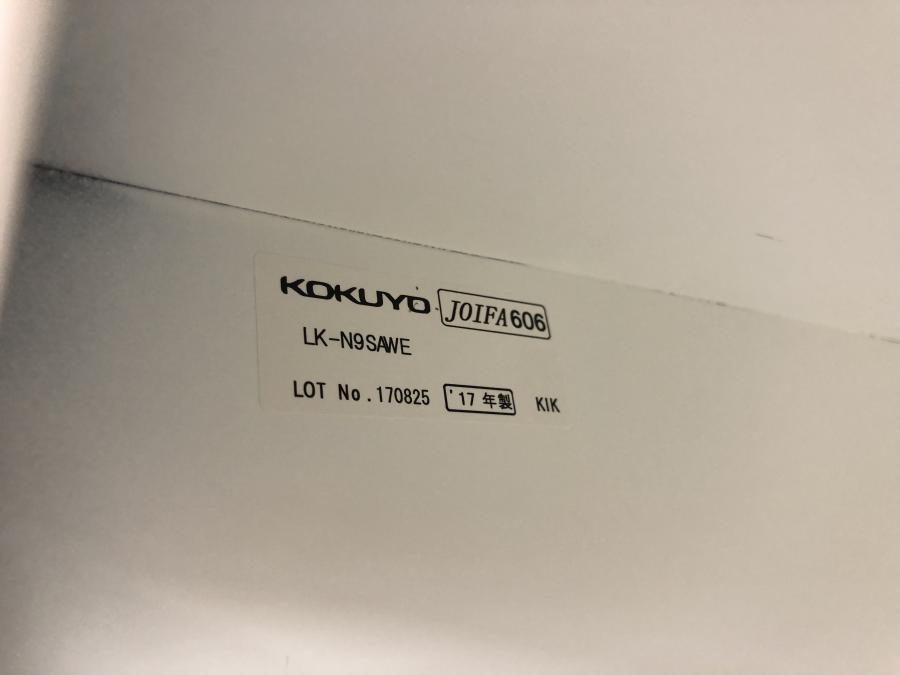 KOKUYO JOIFA606
LK-N9SAWE
LOT No.170825 '17年製 KIK